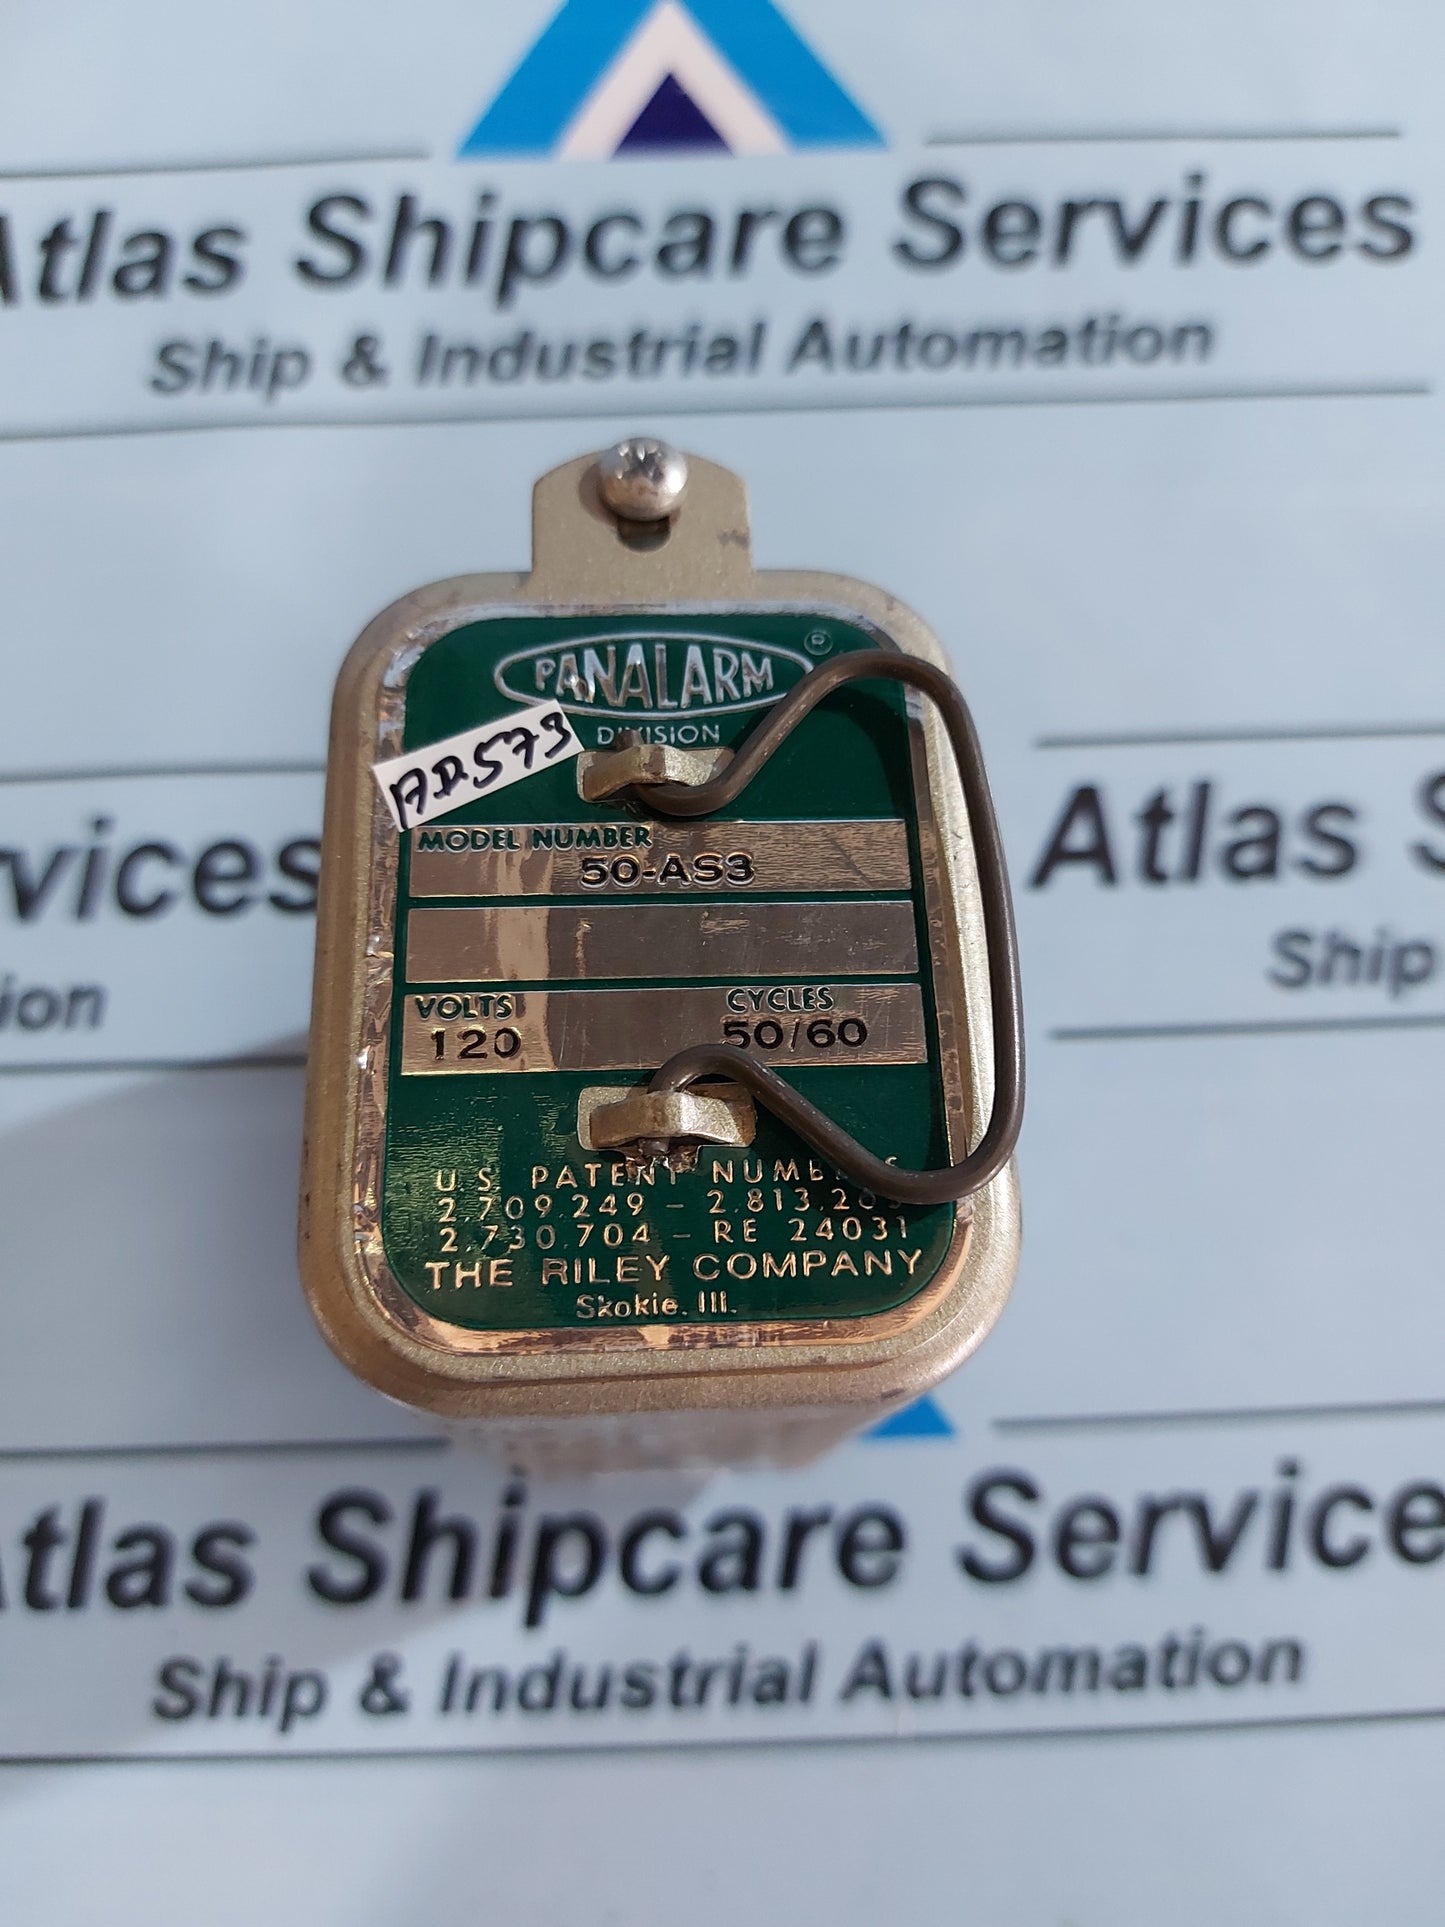 Atlas Shipcare Services
Ship & Industrial Automation
PANALARM ®
DIVISION
AD573
MODEL NUMBER
50-AS3
VOLTS CYCLES
120 50/60
U.S. PATENT NUMBERS
2,709,249 - 2,813,
2,730,704 - RE 24031
THE RILEY COMPANY
Skokie, Ill.
vices
ion
Atlas S
Ship
Atlas Shipcare Service
Ship & Industrial Automation